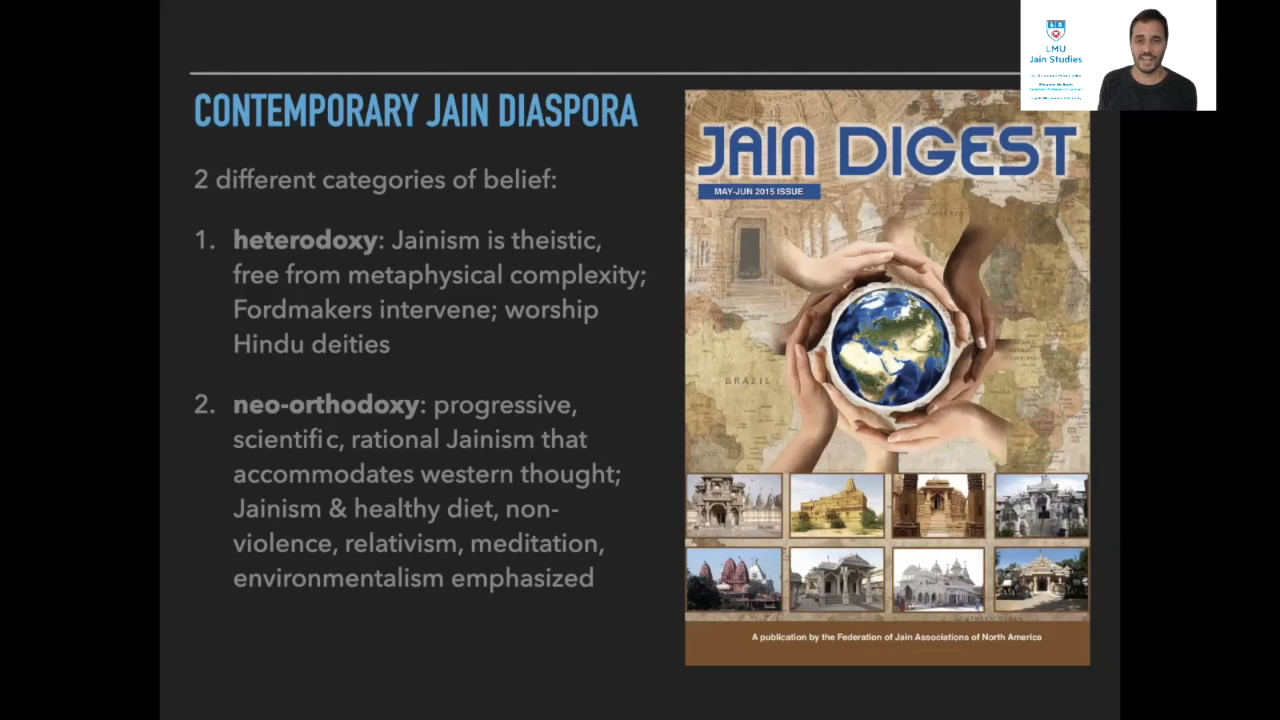 LMU
Jain Studies
CONTEMPORARY JAIN DIASPORA
2 different categories of belief:
1. heterodoxy: Jainism is theistic,
free from metaphysical complexity;
Fordmakers intervene; worship
Hindu deities
2. neo-orthodoxy: progressive,
scientific, rational Jainism that
accommodates western thought;
Jainism & healthy diet, non-
violence, relativism, meditation,
environmentalism emphasized
JAIN DIGEST
MAY-JUN 2015 ISSUE
BRAZIL
A publication by the Federation of Jain Associations of North America